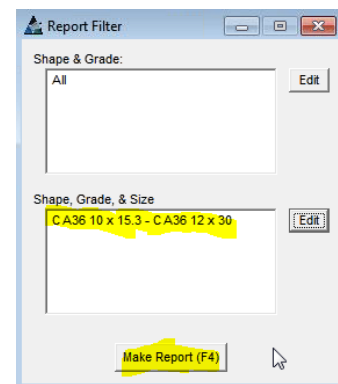 Report Filter
Shape & Grade:
All
Edit
Shape, Grade, & Size
C A36 10 x 15.3 - C A36 12 x 30
Edit
Make Report (F4)